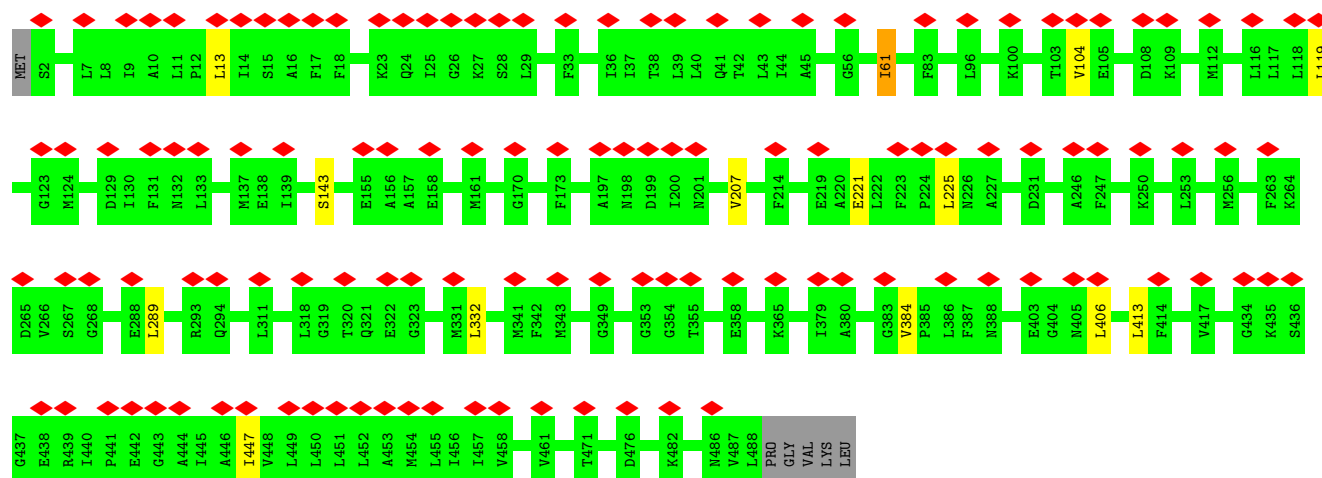 MET S2 L7 L8 I9 A10 L11 P12 L13 I14 S15 A16 F17 F18 K23 Q24 I25 G26 K27 S28 L29 F33 I36 I37 T38 L39 L40 Q41 T42 L43 I44 A45 G56 I61 F83 L96 K100 T103 V104 E105 D108 K109 M112 L116 L117 L118 L119
G123 M124 D129 I130 F131 N132 L133 M137 E138 I139 S143 E155 A156 A157 E158 M161 G170 F173 A197 N198 D199 I200 N201 V207 F214 E219 A220 E221 L222 F223 P224 L225 N226 A227 D231 A246 F247 K250 L253 M256 F263 K264
D265 V266 S267 G268 E288 L289 R293 Q294 L311 L318 G319 T320 Q321 E322 G323 M331 L332 M341 F342 M343 G349 G353 G354 T355 E358 K365 I379 A380 G383 V384 P385 L386 F387 N388 E403 G404 N405 L406 L413 F414 V417 G434 K435 S436
G437 E438 R439 I440 P441 E442 G443 A444 I445 A446 I447 V448 L449 L450 L451 L452 A453 M454 L455 I456 I457 V458 V461 T471 D476 K482 N486 V487 L488 PRO GLY VAL LYS LEU